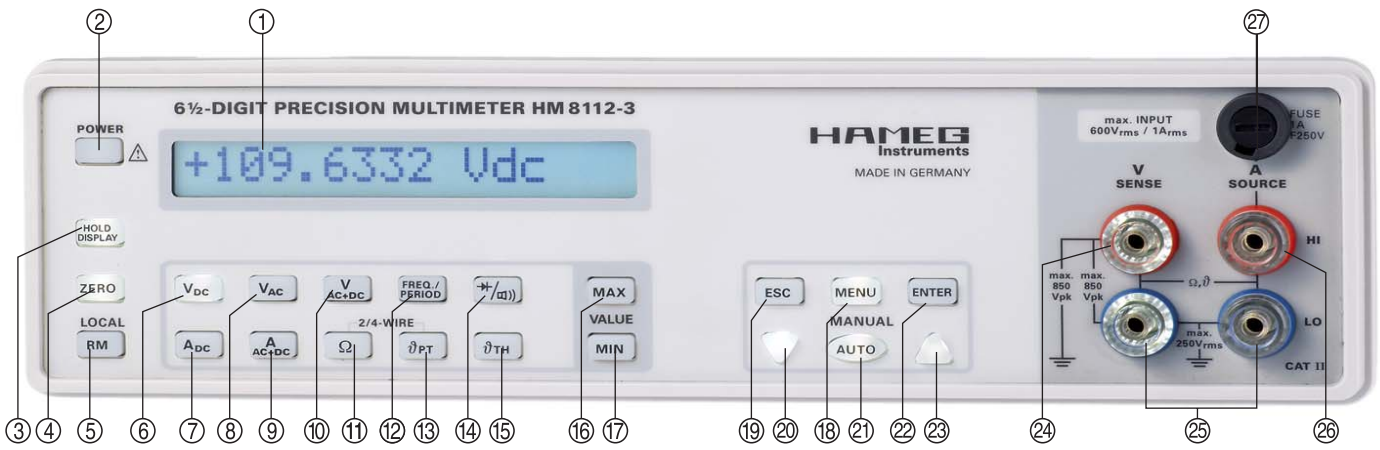 ② ① ㉗
6½-DIGIT PRECISION MULTIMETER HM 8112-3
POWER
+109.6332 Vdc
HAMEG
Instruments
MADE IN GERMANY
max. INPUT
600Vrms / 1Arms
FUSE
1A
F250V
V
SENSE
A
SOURCE
HOLD
DISPLAY
HI
ZERO
VDC
VAC
V
AC+DC
FREQ./
PERIOD
MAX
ESC
MENU
ENTER
max.
850
Vpk
max.
850
Vpk
Ω,ϑ
LOCAL
2/4-WIRE
VALUE
MANUAL
LO
RM
ADC
A
AC+DC
Ω
ϑPT
ϑTH
MIN
AUTO
max.
250Vrms
CAT II
③ ④ ⑤ ⑥ ⑦ ⑧ ⑨ ⑩ ⑪ ⑫ ⑬ ⑭ ⑮ ⑯ ⑰ ⑲ ⑳ ⑱ ㉑ ㉒ ㉓ ㉔ ㉕ ㉖